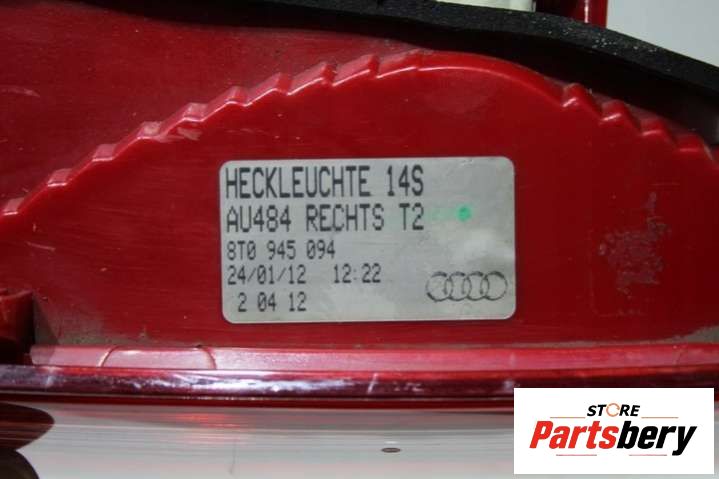 HECKLEUCHTE 14S
AU484 RECHTS T2
8T0 945 094
24/01/12 12:22
2 04 12
STORE
Partsbery